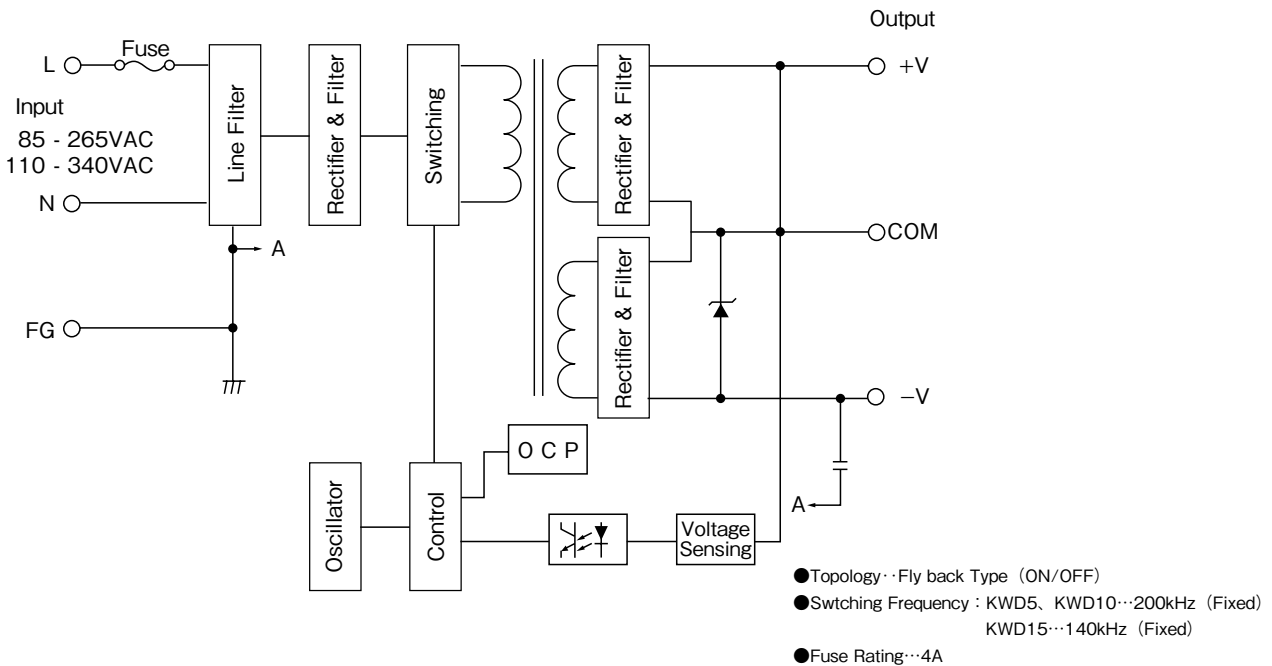 Output
Fuse
L
+V
Input
85 - 265VAC
110 - 340VAC
Line Filter
Rectifier & Filter
Switching
Rectifier & Filter
N
COM
A
Rectifier & Filter
FG
−V
O C P
Oscillator
Control
A
Voltage
Sensing
●Topology‥Fly back Type（ON/OFF）
●Swtching Frequency：KWD5、KWD10…200kHz（Fixed）
KWD15…140kHz（Fixed）
●Fuse Rating…4A